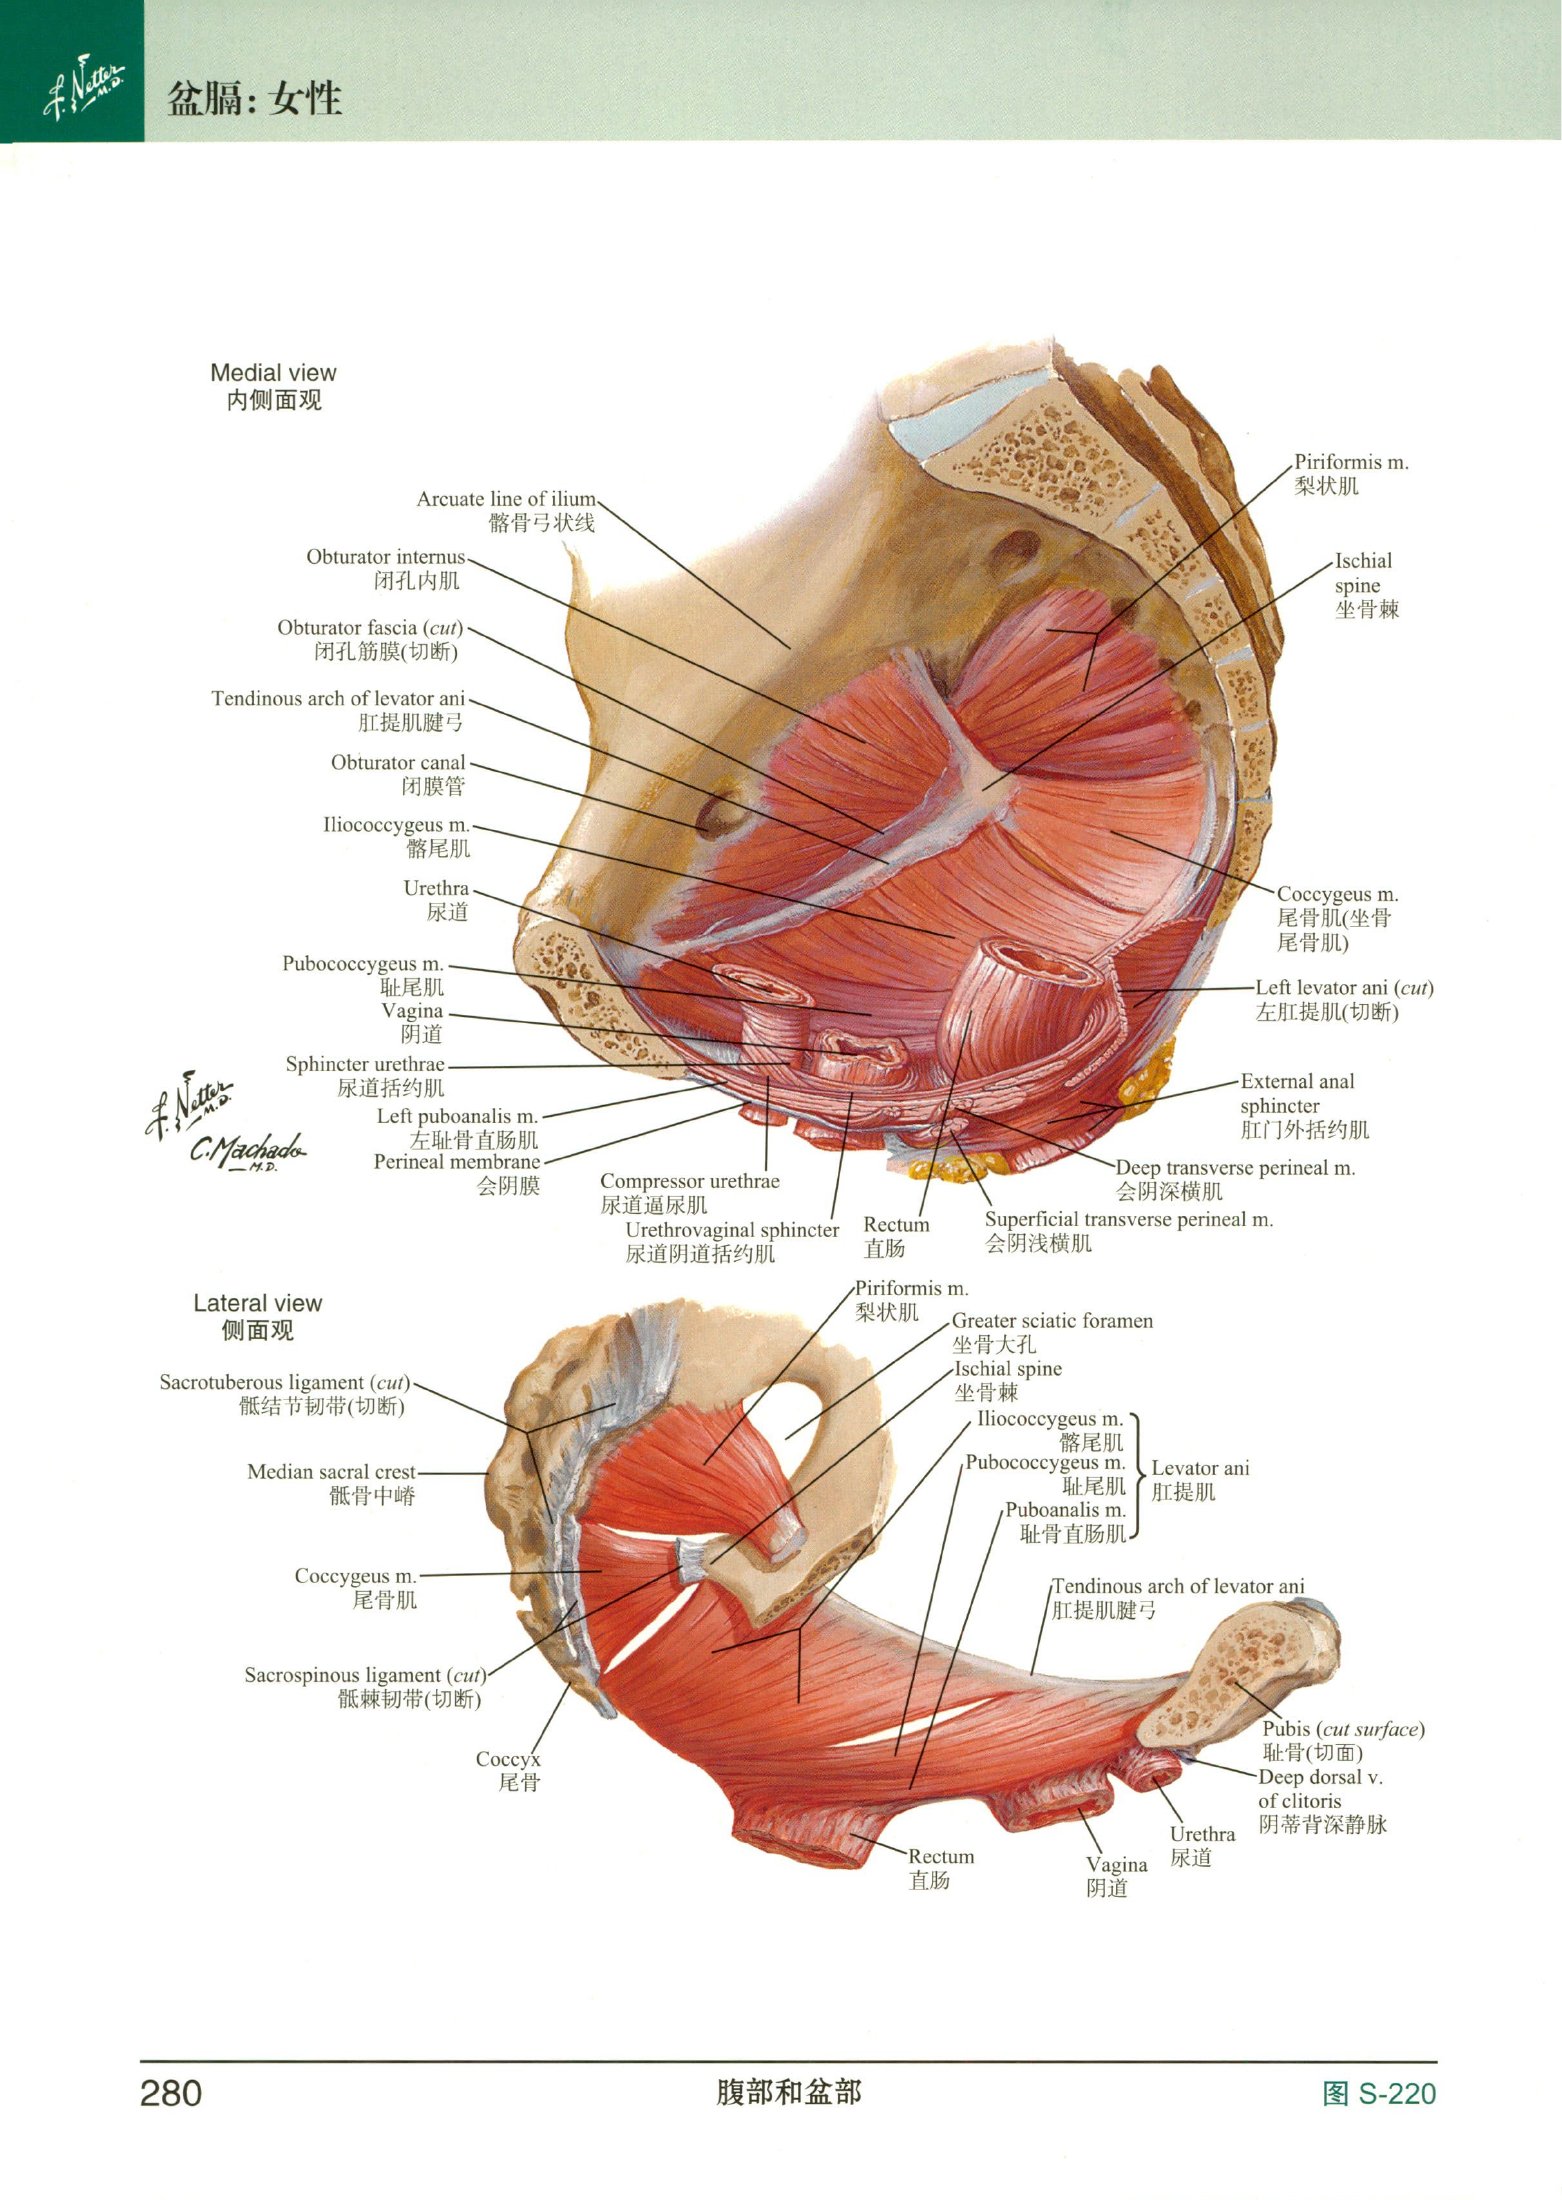 F. Netter M.D.
盆膈：女性
Medial view
内侧面观
Arcuate line of ilium
髂骨弓状线
Obturator internus
闭孔内肌
Obturator fascia (cut)
闭孔筋膜(切断)
Tendinous arch of levator ani
肛提肌腱弓
Obturator canal
闭膜管
Iliococcygeus m.
髂尾肌
Urethra
尿道
Pubococcygeus m.
耻尾肌
Vagina
阴道
Sphincter urethrae
尿道括约肌
Left puboanalis m.
左耻骨直肠肌
Perineal membrane
会阴膜
Compressor urethrae
尿道逼尿肌
Urethrovaginal sphincter
尿道阴道括约肌
Rectum
直肠
Superficial transverse perineal m.
会阴浅横肌
Deep transverse perineal m.
会阴深横肌
External anal
sphincter
肛门外括约肌
Left levator ani (cut)
左肛提肌(切断)
Coccygeus m.
尾骨肌(坐骨
尾骨肌)
Ischial
spine
坐骨棘
Piriformis m.
梨状肌
F. Netter M.D.
C. Machado M.D.
Lateral view
侧面观
Sacrotuberous ligament (cut)
骶结节韧带(切断)
Median sacral crest
骶骨中嵴
Coccygeus m.
尾骨肌
Sacrospinous ligament (cut)
骶棘韧带(切断)
Coccyx
尾骨
Piriformis m.
梨状肌
Greater sciatic foramen
坐骨大孔
Ischial spine
坐骨棘
Iliococcygeus m.
髂尾肌
Pubococcygeus m.
耻尾肌
Puboanalis m.
耻骨直肠肌
Levator ani
肛提肌
Tendinous arch of levator ani
肛提肌腱弓
Pubis (cut surface)
耻骨(切面)
Deep dorsal v.
of clitoris
阴蒂背深静脉
Urethra
尿道
Vagina
阴道
Rectum
直肠
280
腹部和盆部
图 S-220